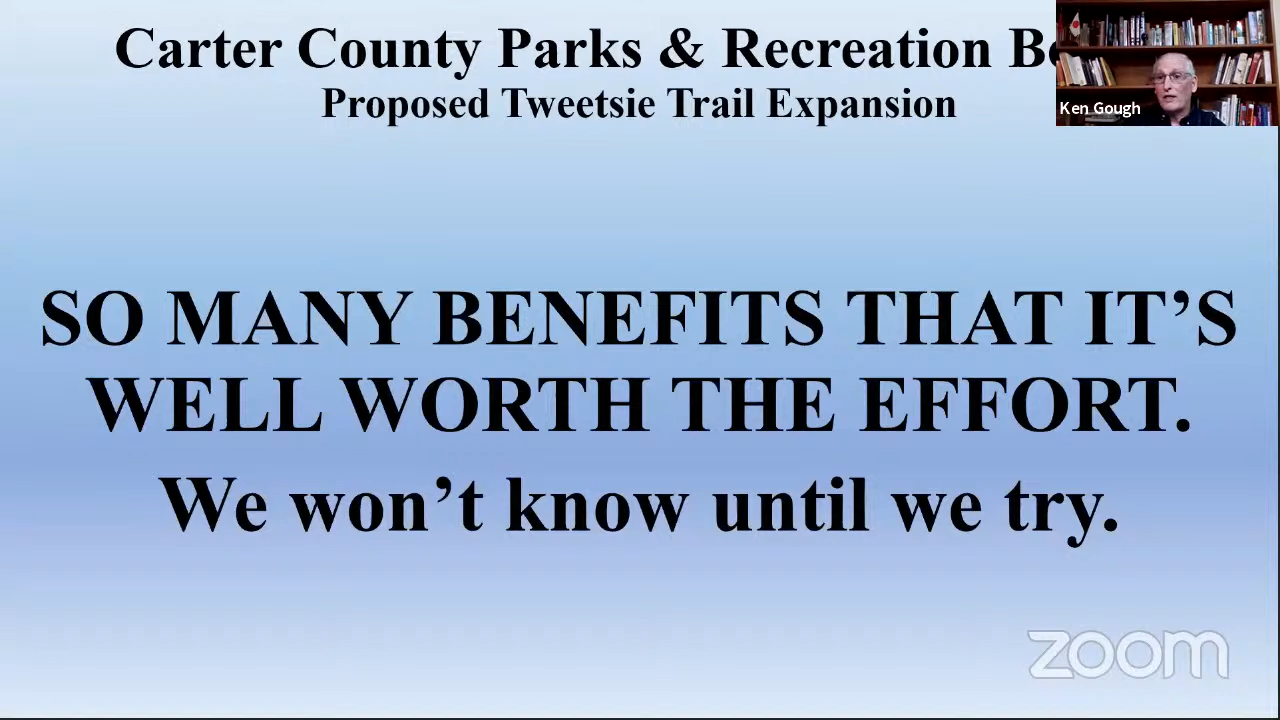 Carter County Parks & Recreation
Proposed Tweetsie Trail Expansion
Ken Gough
SO MANY BENEFITS THAT IT’S
WELL WORTH THE EFFORT.
We won’t know until we try.
zoom